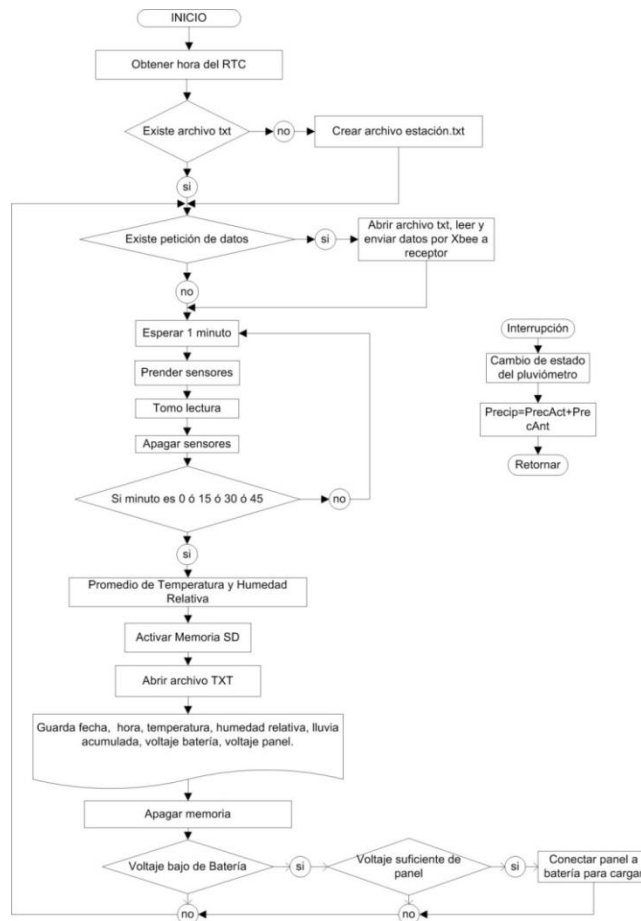 INICIO
Obtener hora del RTC
Existe archivo txt
no
Crear archivo estación.txt
si
Existe petición de datos
si
Abrir archivo txt, leer y
enviar datos por Xbee a
receptor
no
Esperar 1 minuto
Prender sensores
Tomo lectura
Apagar sensores
Si minuto es 0 ó 15 ó 30 ó 45
no
si
Promedio de Temperatura y Humedad
Relativa
Activar Memoria SD
Abrir archivo TXT
Guarda fecha, hora, temperatura, humedad relativa, lluvia
acumulada, voltaje batería, voltaje panel.
Apagar memoria
Voltaje bajo de Batería
si
Voltaje suficiente de
panel
si
Conectar panel a
batería para cargar
no
no
Interrupción
Cambio de estado
del pluviómetro
Precip=PrecAct+Pre
cAnt
Retornar